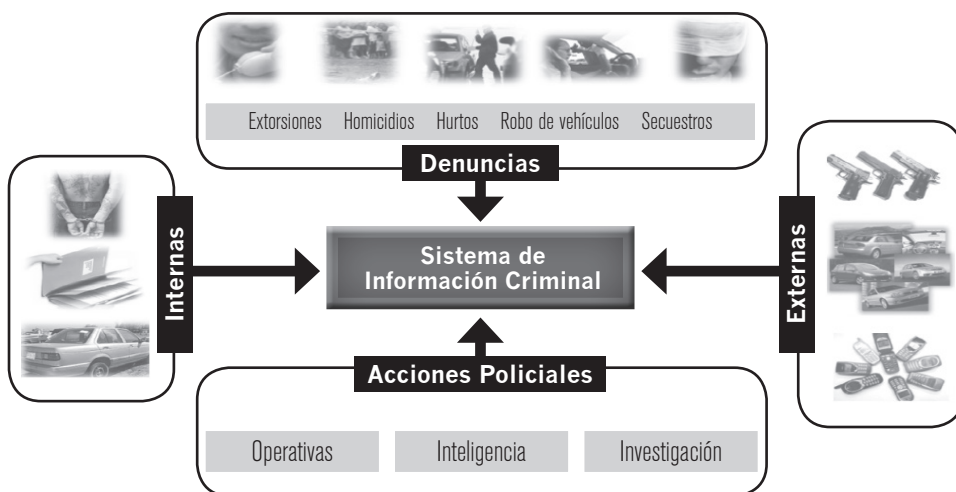 Extorsiones Homicidios Hurtos Robo de vehículos Secuestros
Denuncias
Internas
Sistema de
Información Criminal
Externas
Acciones Policiales
Operativas Inteligencia Investigación